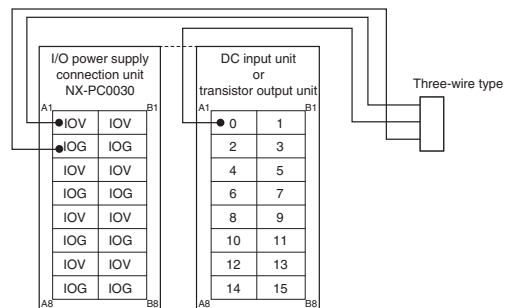 I/O power supply
connection unit
NX-PC0030
DC input unit
or
transistor output unit
Three-wire type
A1 B1 A1 B1
IOV IOV 0 1
IOG IOG 2 3
IOV IOV 4 5
IOG IOG 6 7
IOV IOV 8 9
IOG IOG 10 11
IOV IOV 12 13
IOG IOG 14 15
A8 B8 A8 B8